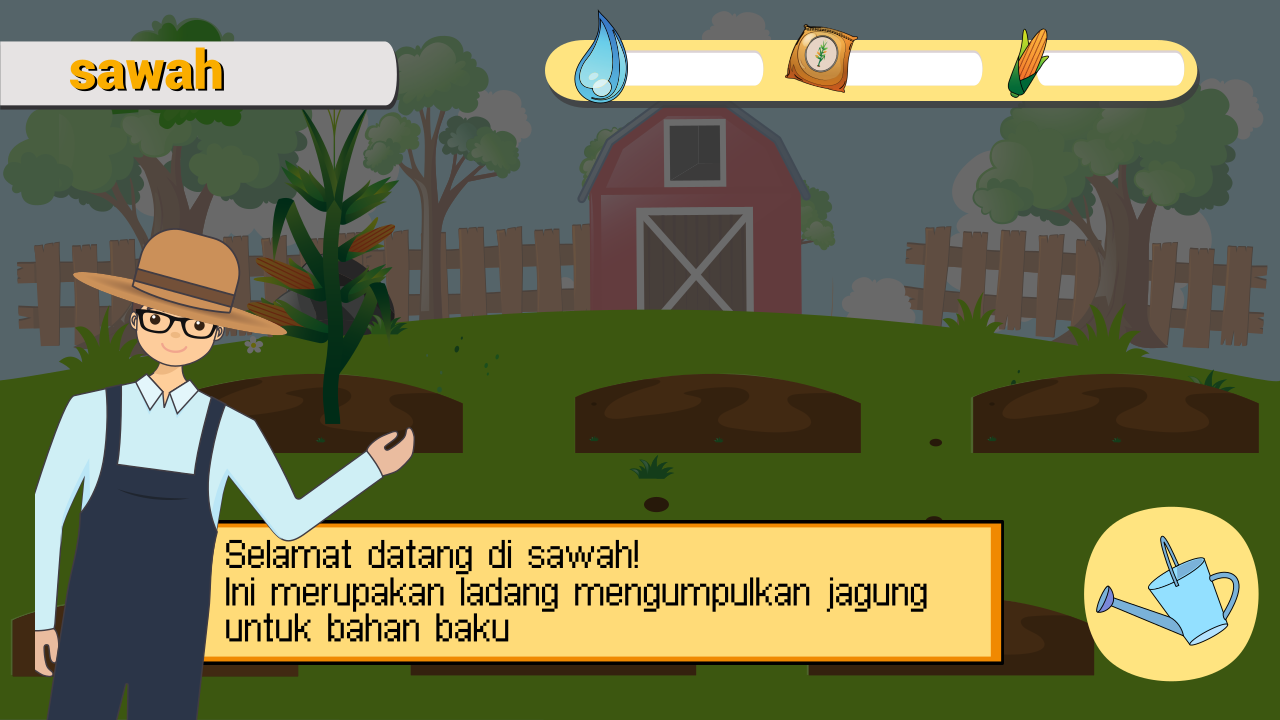 sawah
Selamat datang di sawah!
Ini merupakan ladang mengumpulkan jagung
untuk bahan baku